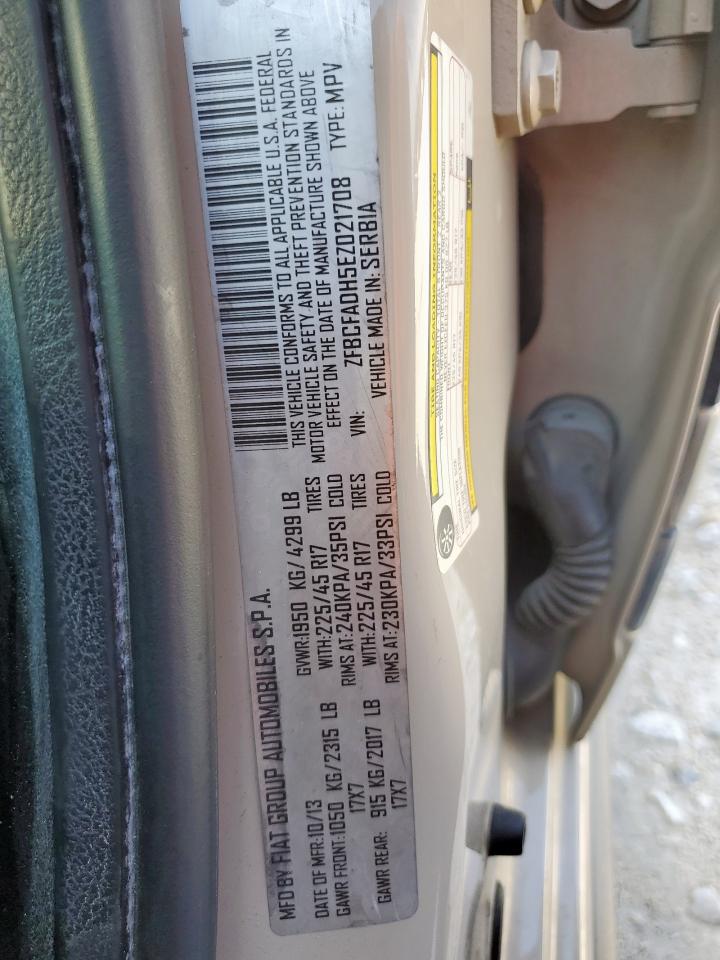 MFD BY FIAT GROUP AUTOMOBILES S.P.A.
DATE OF MFR: 10/13 GVWR: 1950 KG/ 4299 LB
GAWR FRONT: 1050 KG/2315 LB WITH: 225/45 R17 TIRES
17X7 RIMS AT: 240KPA/35PSI COLD
GAWR REAR: 915 KG/2017 LB WITH: 225/45 R17 TIRES
17X7 RIMS AT: 230KPA/33PSI COLD
THIS VEHICLE CONFORMS TO ALL APPLICABLE U.S.A. FEDERAL
MOTOR VEHICLE SAFETY AND THEFT PREVENTION STANDARDS IN
EFFECT ON THE DATE OF MANUFACTURE SHOWN ABOVE
VIN: ZFBCFADH5EZ021708 TYPE: MPV
VEHICLE MADE IN: SERBIA
TIRE AND LOADING INFORMATION